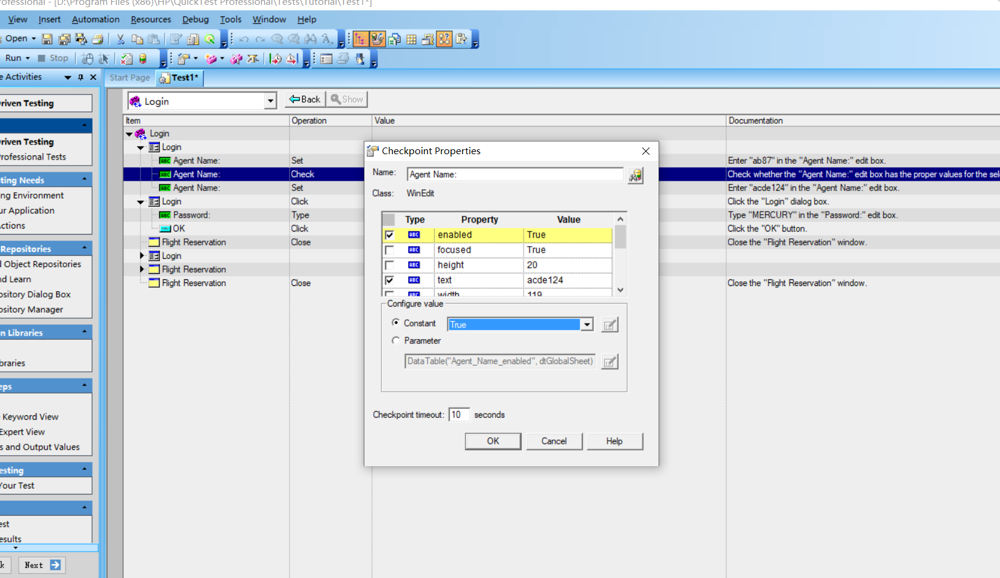 rofessional - [D:\Program Files (x86)\HP\QuickTest Professional\Tests\Tutorial\Test1*]
View Insert Automation Resources Debug Tools Window Help
Open
Run Stop
e Activities
Start Page Test1*
riven Testing
riven Testing
rofessional Tests
sting Needs
ng Environment
ur Application
ctions
Repositories
d Object Repositories
nd Learn
ository Dialog Box
ository Manager
n Libraries
braries
eps
Keyword View
Expert View
s and Output Values
esting
Your Test
est
esults
k Next
Login Back Show
Item Operation Value Documentation
Login
Login
Agent Name: Set Enter "ab87" in the "Agent Name:" edit box.
Agent Name: Check Check whether the "Agent Name:" edit box has the proper values for the sele
Agent Name: Set Enter "acde124" in the "Agent Name:" edit box.
Login Click Click the "Login" dialog box.
Password: Type Type "MERCURY" in the "Password:" edit box.
OK Click Click the "OK" button.
Flight Reservation Close Close the "Flight Reservation" window.
Login
Flight Reservation
Flight Reservation Close Close the "Flight Reservation" window.
Checkpoint Properties
Name: Agent Name:
Class: WinEdit
Type Property Value
ABC enabled True
ABC focused True
ABC height 20
ABC text acde124
ABC width 119
Configure value
Constant True
Parameter
DataTable("Agent_Name_enabled", dtGlobalSheet)
Checkpoint timeout: 10 seconds
OK Cancel Help